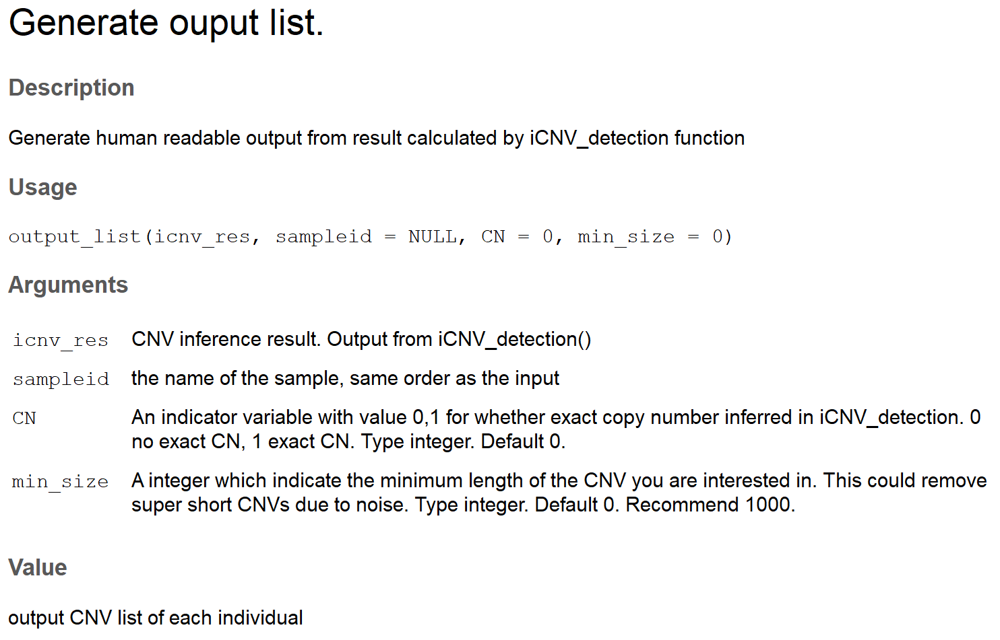 Generate ouput list.
Description
Generate human readable output from result calculated by iCNV_detection function
Usage
output_list(icnv_res, sampleid = NULL, CN = 0, min_size = 0)
Arguments
icnv_res CNV inference result. Output from iCNV_detection()
sampleid the name of the sample, same order as the input
CN An indicator variable with value 0,1 for whether exact copy number inferred in iCNV_detection. 0
no exact CN, 1 exact CN. Type integer. Default 0.
min_size A integer which indicate the minimum length of the CNV you are interested in. This could remove
super short CNVs due to noise. Type integer. Default 0. Recommend 1000.
Value
output CNV list of each individual